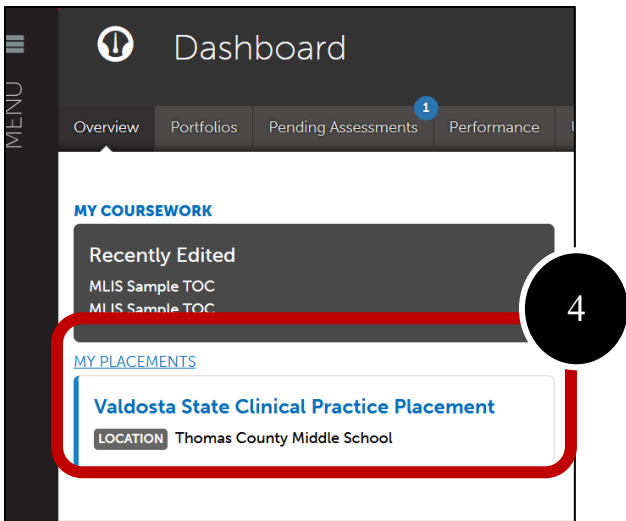 MENU
Dashboard
Overview Portfolios Pending Assessments 1 Performance
MY COURSEWORK
Recently Edited
MLIS Sample TOC
MLIS Sample TOC
4
MY PLACEMENTS
Valdosta State Clinical Practice Placement
LOCATION Thomas County Middle School